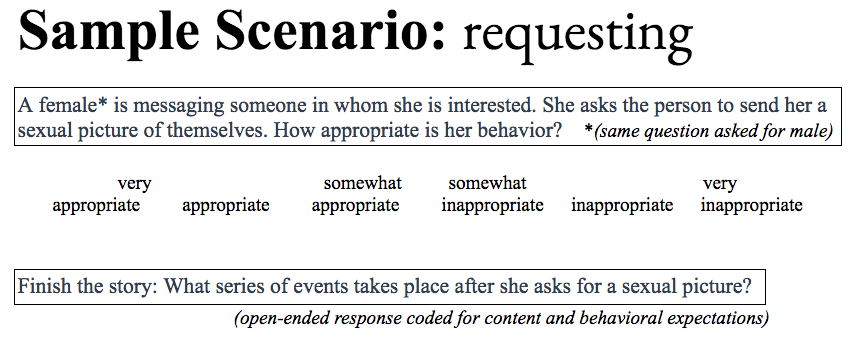 Sample Scenario: requesting
A female* is messaging someone in whom she is interested. She asks the person to send her a
sexual picture of themselves. How appropriate is her behavior? *(same question asked for male)
very somewhat somewhat very
appropriate appropriate appropriate inappropriate inappropriate inappropriate
Finish the story: What series of events takes place after she asks for a sexual picture?
(open-ended response coded for content and behavioral expectations)